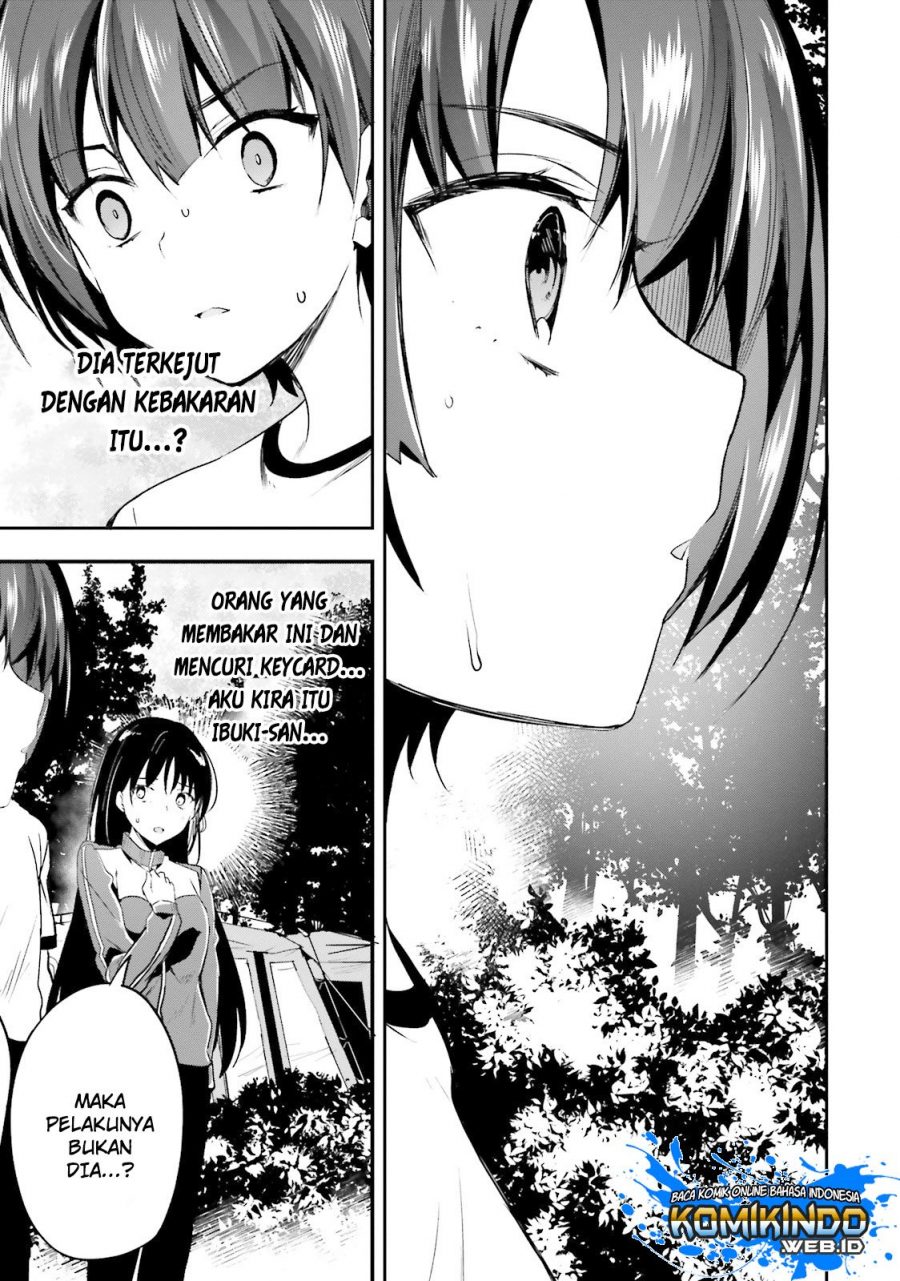 DIA TERKEJUT
DENGAN KEBAKARAN
ITU...?
ORANG YANG
MEMBAKAR INI DAN
MENCURI KEYCARD...
AKU KIRA ITU
IBUKI-SAN...
MAKA
PELAKUNYA
BUKAN
DIA...?
BACA KOMIK ONLINE BAHASA INDONESIA
KOMIKINDO
WEB.ID